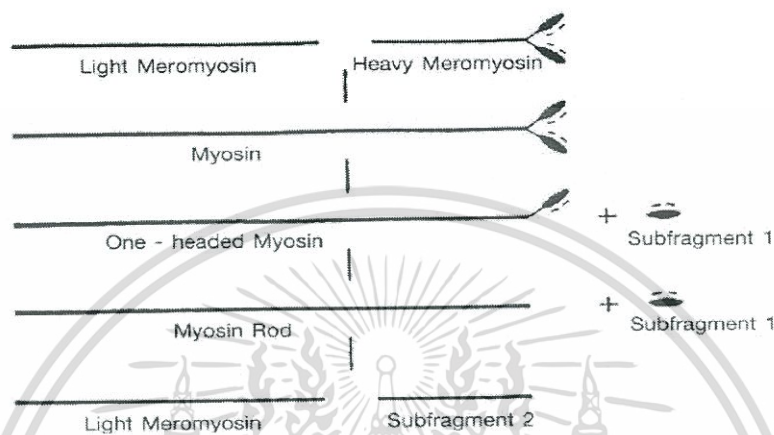 Light Meromyosin Heavy Meromyosin
Myosin
One - headed Myosin + Subfragment 1
Myosin Rod + Subfragment 1
Light Meromyosin Subfragment 2